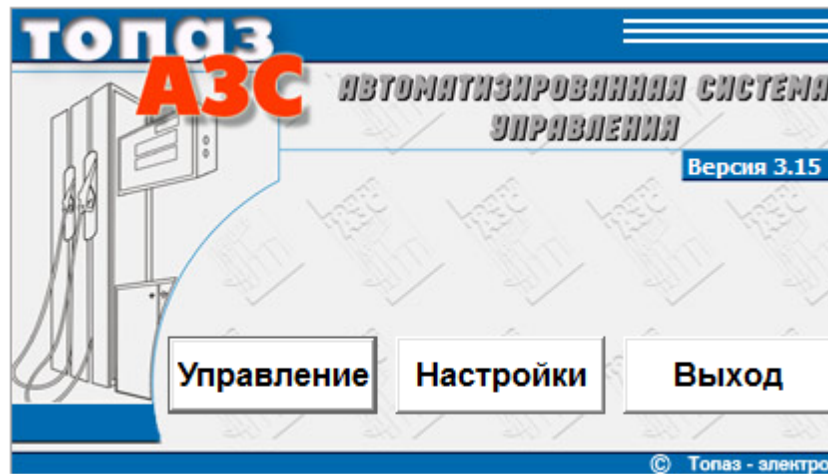 топаз
АЗС
АВТОМАТИЗИРОВАННАЯ СИСТЕМА
УПРАВЛЕНИЯ
Версия 3.15
Управление
Настройки
Выход
© Топаз - электро